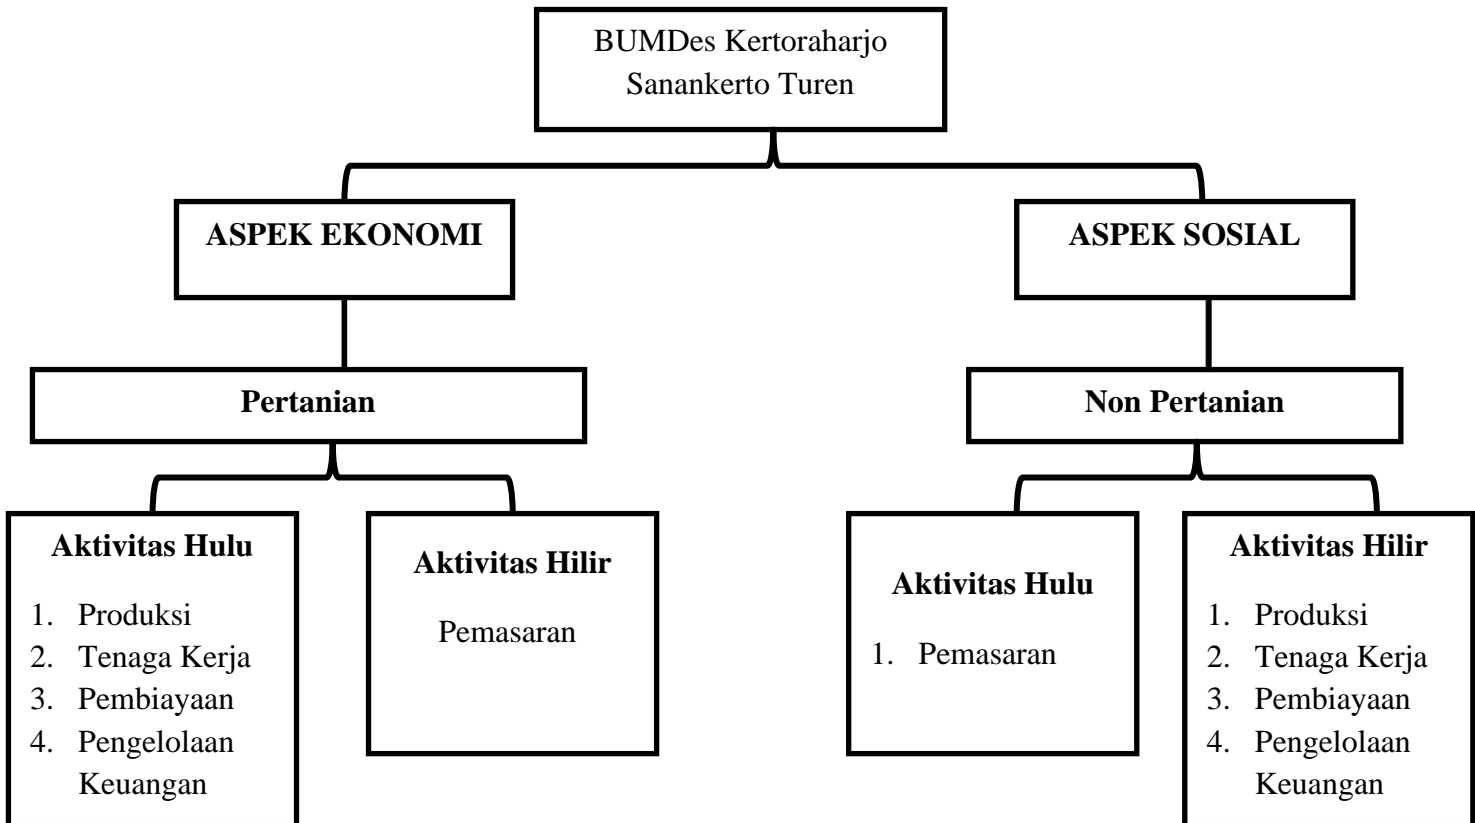 BUMDes Kertoraharjo
Sanankerto Turen
ASPEK EKONOMI
ASPEK SOSIAL
Pertanian
Non Pertanian
Aktivitas Hulu
1. Produksi
2. Tenaga Kerja
3. Pembiayaan
4. Pengelolaan
Keuangan
Aktivitas Hilir
Pemasaran
Aktivitas Hulu
1. Pemasaran
Aktivitas Hilir
1. Produksi
2. Tenaga Kerja
3. Pembiayaan
4. Pengelolaan
Keuangan